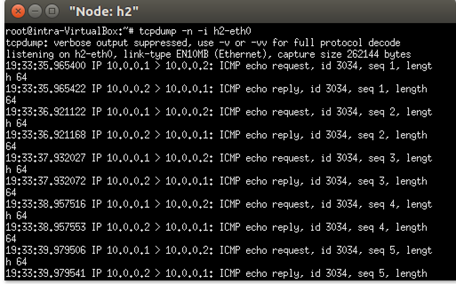 "Node: h2"
root@intra-VirtualBox:~# tcpdump -n -i h2-eth0
tcpdump: verbose output suppressed, use -v or -vv for full protocol decode
listening on h2-eth0, link-type EN10MB (Ethernet), capture size 262144 bytes
19:33:35.965400 IP 10.0.0.1 > 10.0.0.2: ICMP echo request, id 3034, seq 1, lengt
h 64
19:33:35.965422 IP 10.0.0.2 > 10.0.0.1: ICMP echo reply, id 3034, seq 1, length
64
19:33:36.921122 IP 10.0.0.1 > 10.0.0.2: ICMP echo request, id 3034, seq 2, lengt
h 64
19:33:36.921168 IP 10.0.0.2 > 10.0.0.1: ICMP echo reply, id 3034, seq 2, length
64
19:33:37.932027 IP 10.0.0.1 > 10.0.0.2: ICMP echo request, id 3034, seq 3, lengt
h 64
19:33:37.932072 IP 10.0.0.2 > 10.0.0.1: ICMP echo reply, id 3034, seq 3, length
64
19:33:38.957516 IP 10.0.0.1 > 10.0.0.2: ICMP echo request, id 3034, seq 4, lengt
h 64
19:33:38.957553 IP 10.0.0.2 > 10.0.0.1: ICMP echo reply, id 3034, seq 4, length
64
19:33:39.979506 IP 10.0.0.1 > 10.0.0.2: ICMP echo request, id 3034, seq 5, lengt
h 64
19:33:39.979541 IP 10.0.0.2 > 10.0.0.1: ICMP echo reply, id 3034, seq 5, length